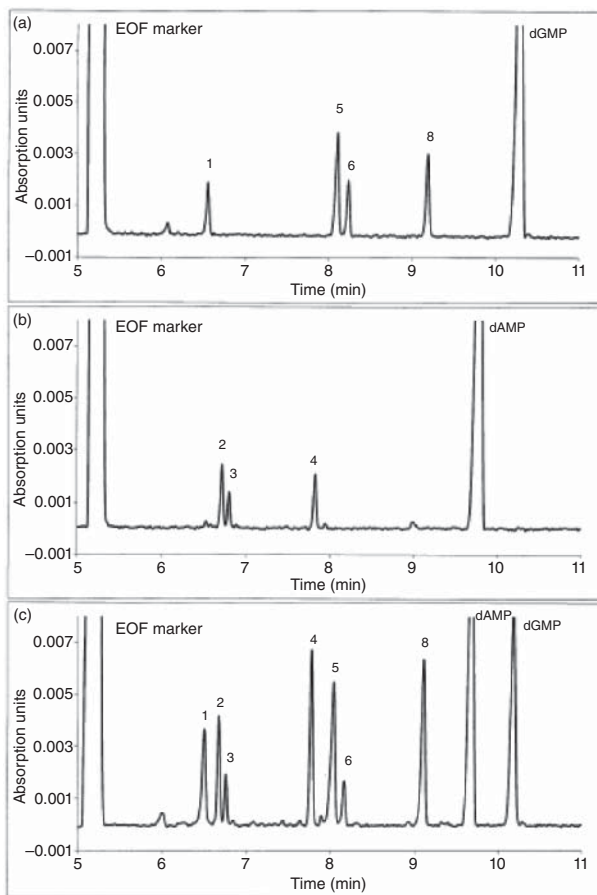 (a)
EOF marker
dGMP
0.007
0.005
0.003
0.001
–0.001
Absorption units
1
5
6
8
5 6 7 8 9 10 11
Time (min)
(b)
EOF marker
dAMP
0.007
0.005
0.003
0.001
–0.001
Absorption units
2
3
4
5 6 7 8 9 10 11
Time (min)
(c)
EOF marker
dAMP
dGMP
0.007
0.005
0.003
0.001
–0.001
Absorption units
1
2
3
4
5
6
8
5 6 7 8 9 10 11
Time (min)